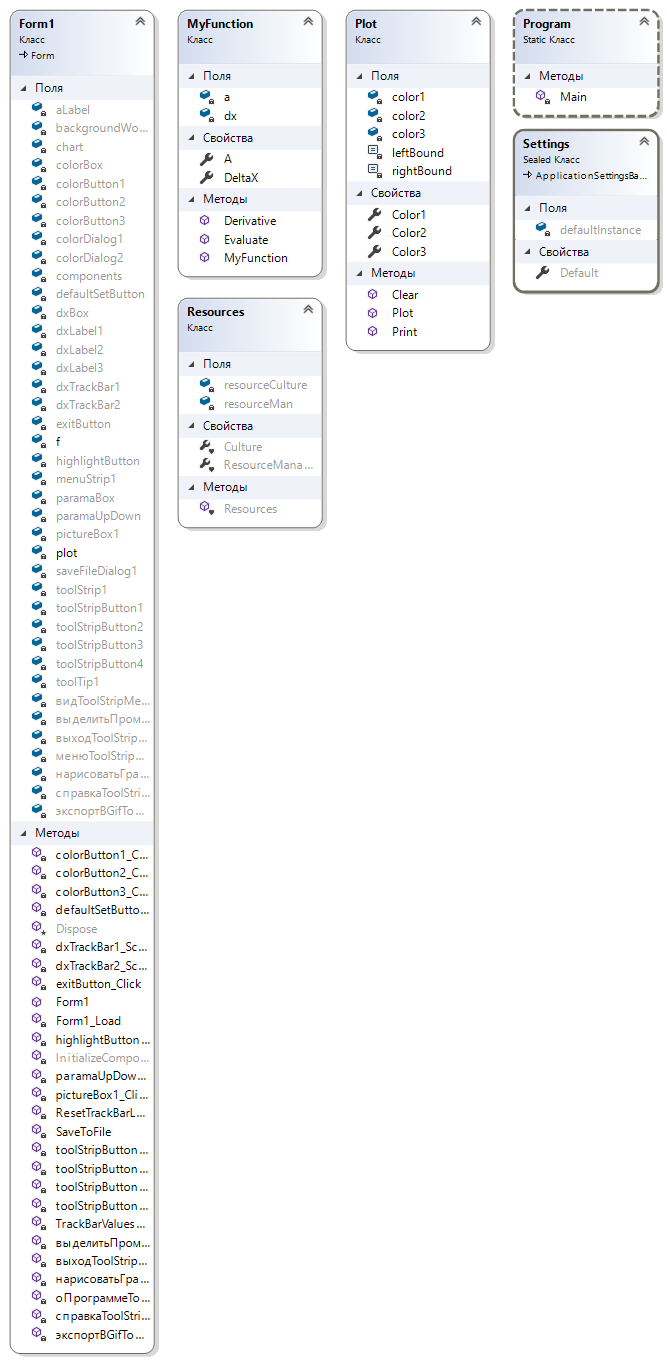 Form1
Класс
Form
Поля
aLabel
backgroundWo...
chart
colorBox
colorButton1
colorButton2
colorButton3
colorDialog1
colorDialog2
components
defaultSetButton
dxBox
dxLabel1
dxLabel2
dxLabel3
dxTrackBar1
dxTrackBar2
exitButton
f
highlightButton
menuStrip1
paramaBox
paramaUpDown
pictureBox1
plot
saveFileDialog1
toolStrip1
toolStripButton1
toolStripButton2
toolStripButton3
toolStripButton4
toolTip1
видToolStripMe...
выделитьПром...
выходToolStrip...
менюToolStrip...
нарисоватьГра...
справкаToolStri...
экспортВGifTo...
Методы
colorButton1_C...
colorButton2_C...
colorButton3_C...
defaultSetButto...
Dispose
dxTrackBar1_Sc...
dxTrackBar2_Sc...
exitButton_Click
Form1
Form1_Load
highlightButton...
InitializeCompo...
paramaUpDow...
pictureBox1_Cli...
ResetTrackBarL...
SaveToFile
toolStripButton...
toolStripButton...
toolStripButton...
toolStripButton...
TrackBarValues...
выделитьПром...
выходToolStrip...
нарисоватьГра...
оПрограммеTo...
справкаToolStri...
экспортВGifTo...
MyFunction
Класс
Поля
a
dx
Свойства
A
DeltaX
Методы
Derivative
Evaluate
MyFunction
Resources
Класс
Поля
resourceCulture
resourceMan
Свойства
Culture
ResourceMana...
Методы
Resources
Plot
Класс
Поля
color1
color2
color3
leftBound
rightBound
Свойства
Color1
Color2
Color3
Методы
Clear
Plot
Print
Program
Static Класс
Методы
Main
Settings
Sealed Класс
ApplicationSettingsBa...
Поля
defaultInstance
Свойства
Default